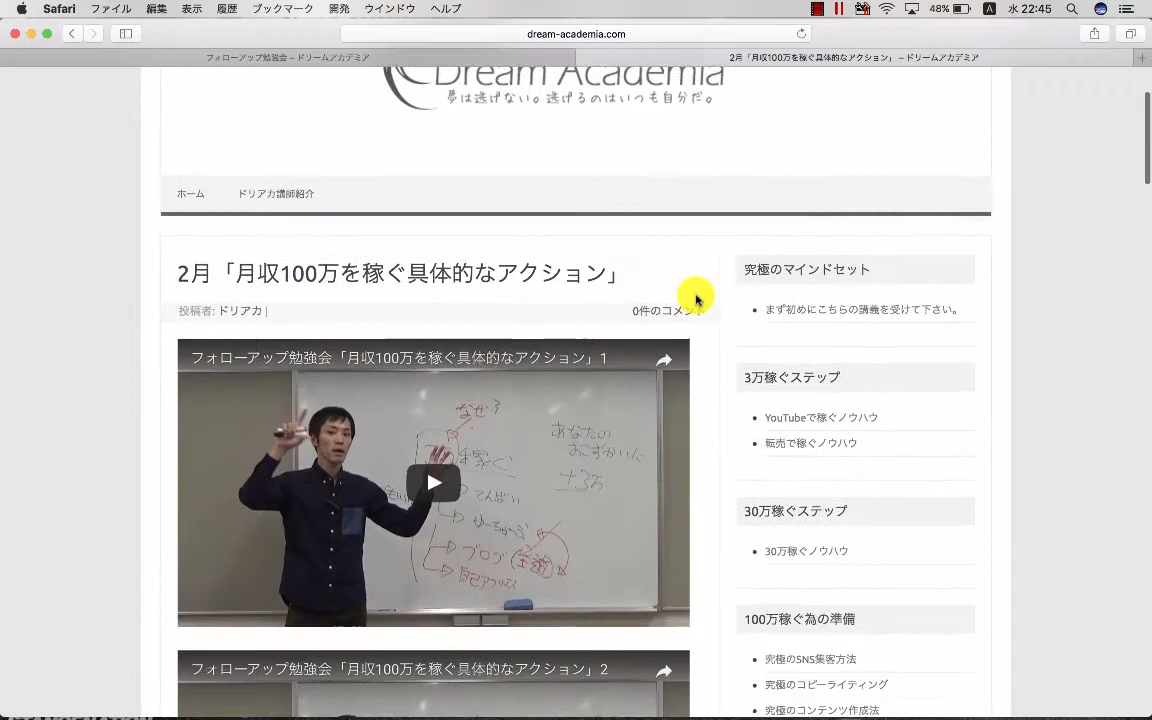 Safari ファイル 編集 表示 履歴 ブックマーク 開発 ウインドウ ヘルプ 48% A 水 22:45
dream-academia.com
フォローアップ勉強会 – ドリームアカデミア
2月「月収100万を稼ぐ具体的なアクション」 – ドリームアカデミア
Dream Academia
夢は逃げない。逃げるのはいつも自分だ。
ホーム ドリアカ講師紹介
2月「月収100万を稼ぐ具体的なアクション」
投稿者: ドリアカ |
0件のコメント
フォローアップ勉強会「月収100万を稼ぐ具体的なアクション」1
なぜ?
稼ぐ
てんばい
ゆーちゅーぶ
ブログ
自己アフィリ
あなたの
おこずかいに
+3万
フォローアップ勉強会「月収100万を稼ぐ具体的なアクション」2
究極のマインドセット
まず初めにこちらの講義を受けて下さい。
3万稼ぐステップ
YouTubeで稼ぐノウハウ
転売で稼ぐノウハウ
30万稼ぐステップ
30万稼ぐノウハウ
100万稼ぐ為の準備
究極のSNS集客方法
究極のコピーライティング
究極のコンテンツ作成法